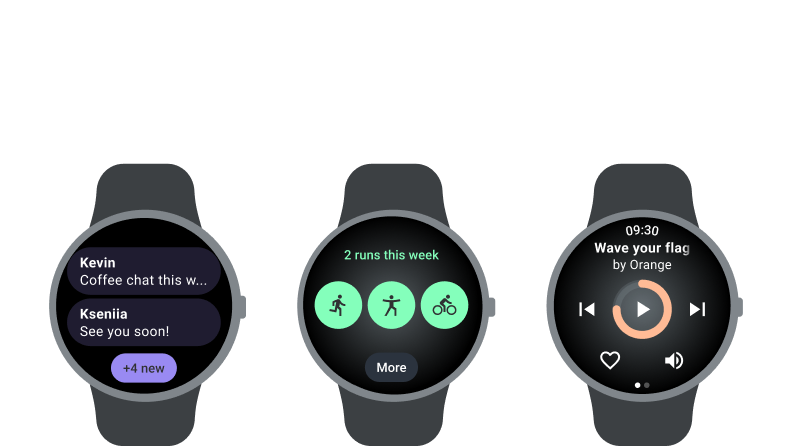 Kevin
Coffee chat this w...
Kseniia
See you soon!
+4 new
2 runs this week
More
09:30
Wave your flag
by Orange